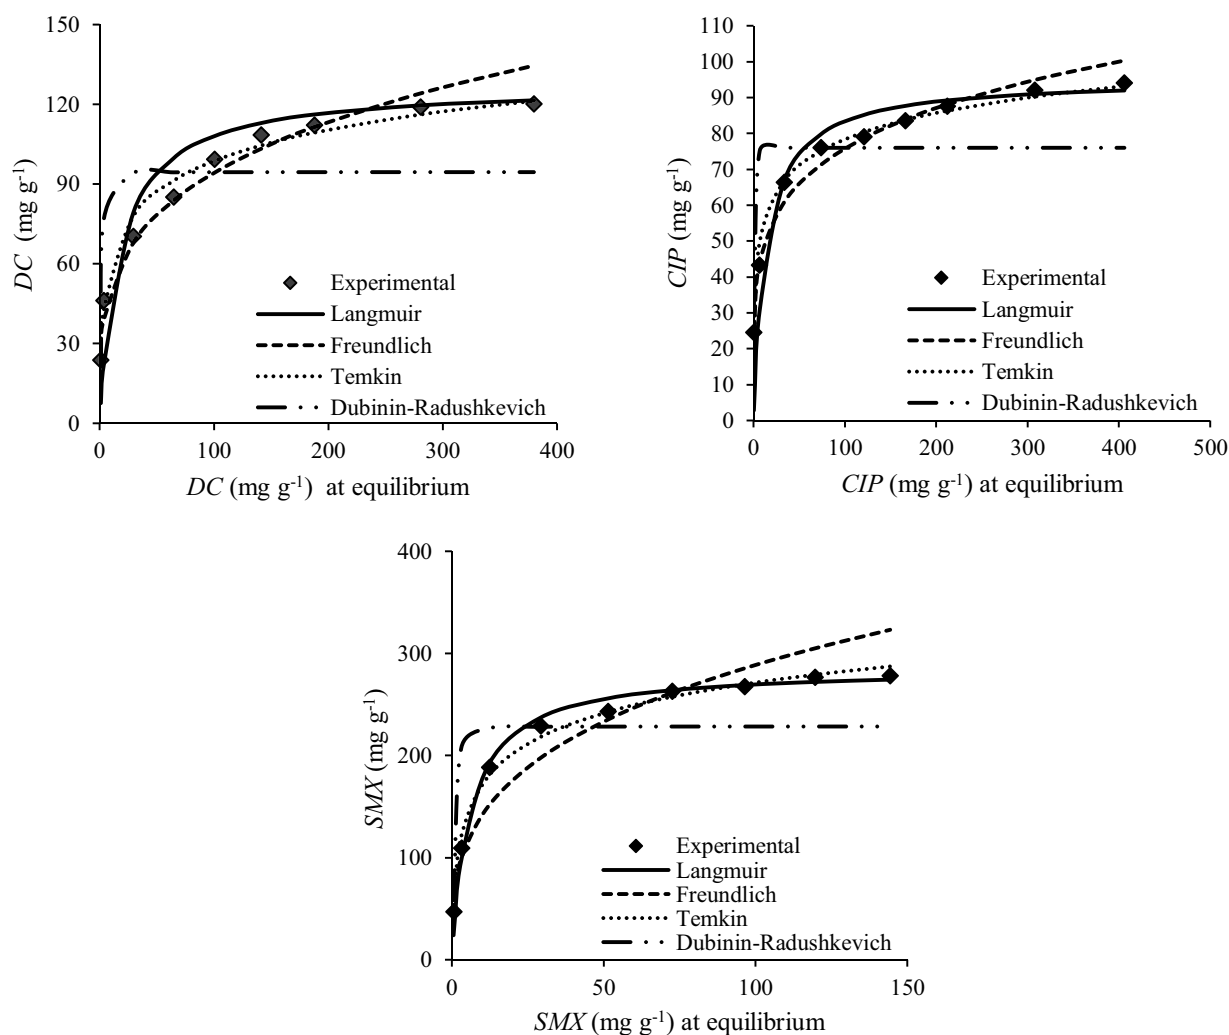 150
120
90
60
30
0
DC (mg g-1)
Experimental
Langmuir
Freundlich
Temkin
Dubinin-Radushkevich
0 100 200 300 400
DC (mg g-1) at equilibrium
110
100
90
80
70
60
50
40
30
20
10
0
CIP (mg g-1)
Experimental
Langmuir
Freundlich
Temkin
Dubinin-Radushkevich
0 100 200 300 400 500
CIP (mg g-1) at equilibrium
400
300
200
100
0
SMX (mg g-1)
Experimental
Langmuir
Freundlich
Temkin
Dubinin-Radushkevich
0 50 100 150
SMX (mg g-1) at equilibrium